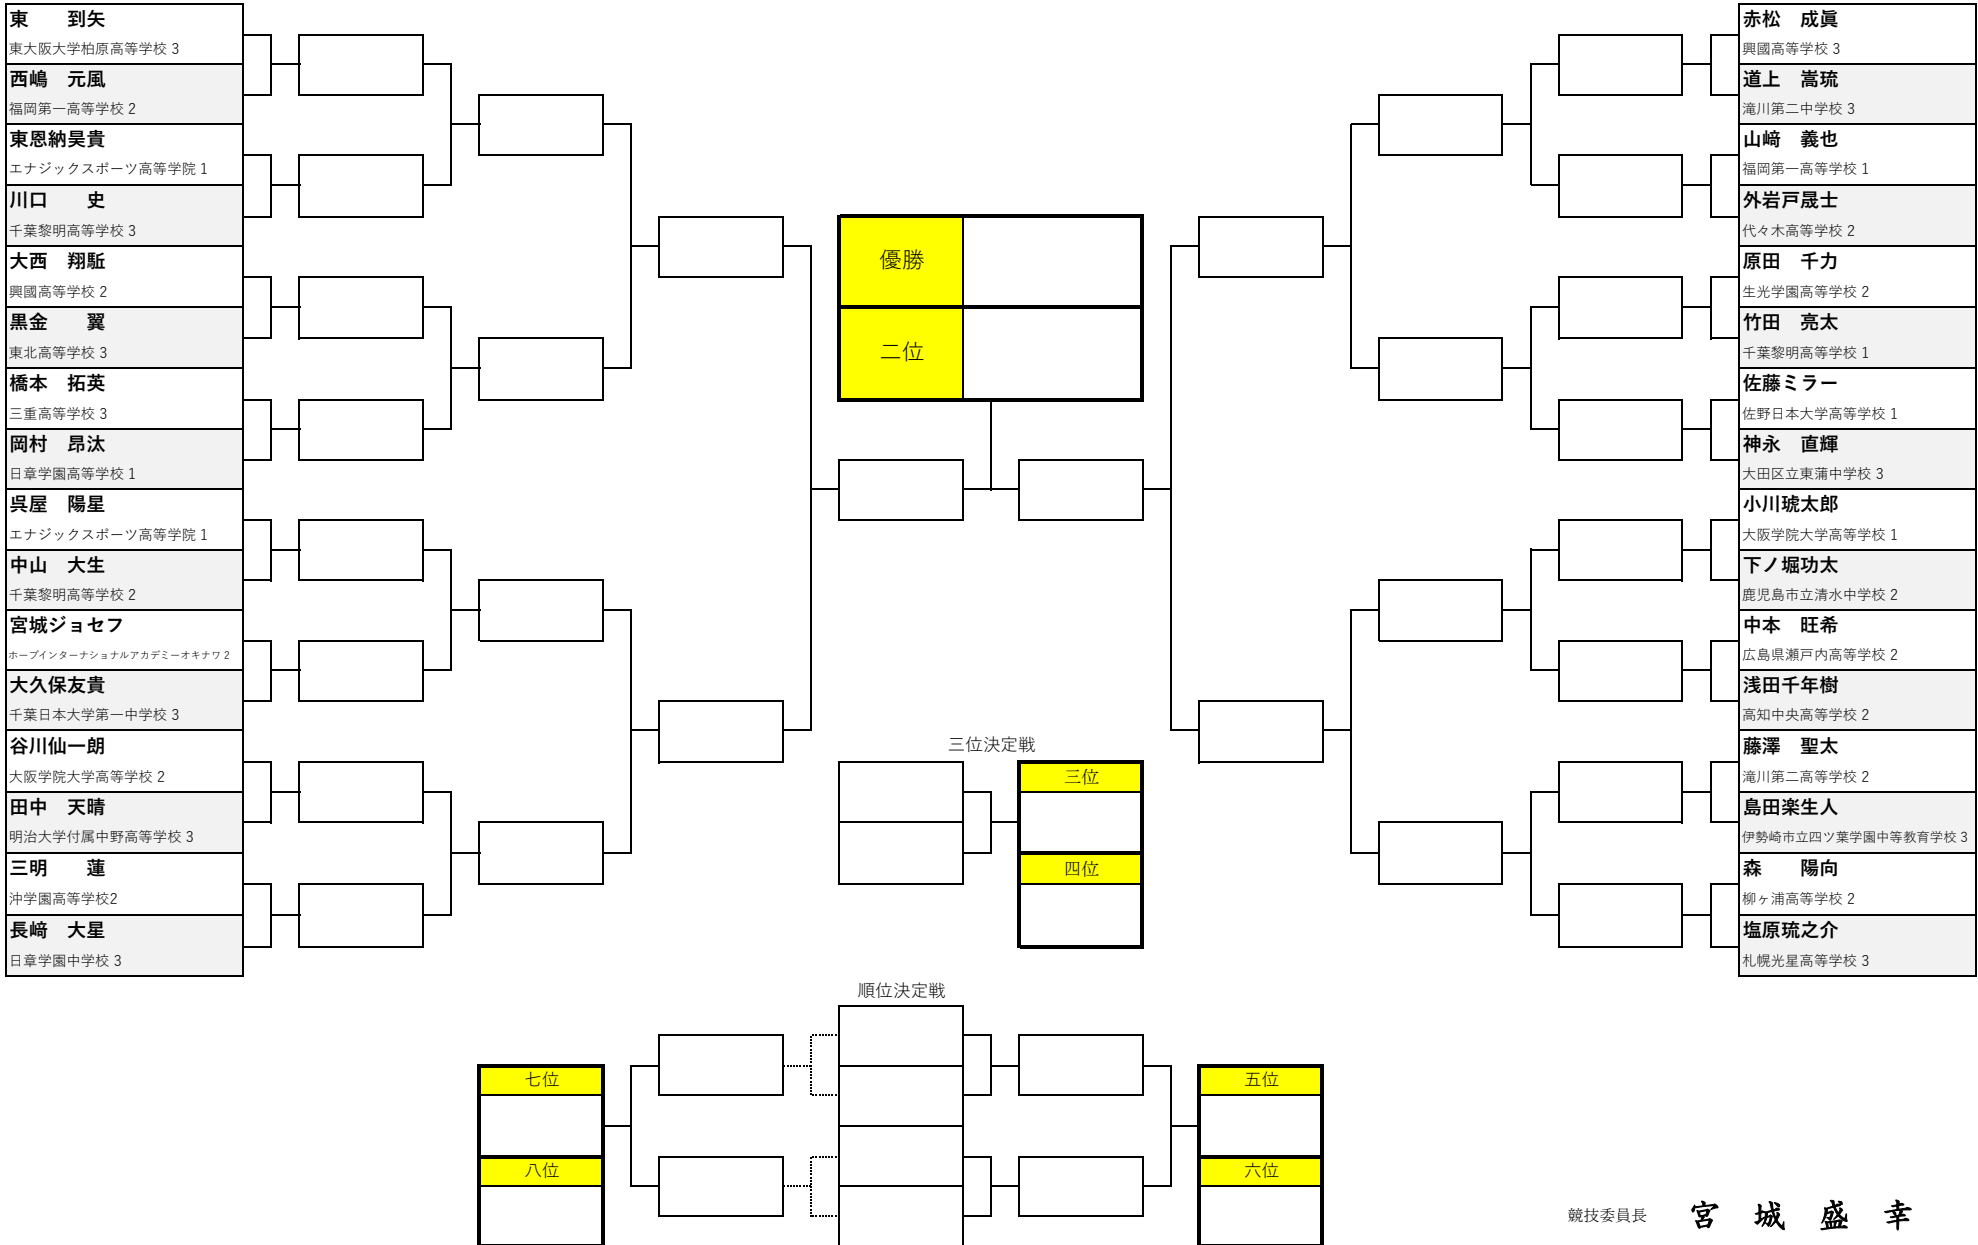 東　　到矢
東大阪大学柏原高等学校 3
西嶋　元風
福岡第一高等学校 2
東恩納昊貴
エナジックスポーツ高等学院 1
川口　　史
千葉黎明高等学校 3
大西　翔駈
興國高等学校 2
黒金　　翼
東北高等学校 3
橋本　拓英
三重高等学校 3
岡村　昂汰
日章学園高等学校 1
呉屋　陽星
エナジックスポーツ高等学院 1
中山　大生
千葉黎明高等学校 2
宮城ジョセフ
ホープインターナショナルアカデミーオキナワ 2
大久保友貴
千葉日本大学第一中学校 3
谷川仙一朗
大阪学院大学高等学校 2
田中　天晴
明治大学付属中野高等学校 3
三明　　蓮
沖学園高等学校2
長﨑　大星
日章学園中学校 3
優勝
二位
三位決定戦
三位
四位
順位決定戦
七位
八位
五位
六位
赤松　成眞
興國高等学校 3
道上　嵩琉
滝川第二中学校 3
山﨑　義也
福岡第一高等学校 1
外岩戸晟士
代々木高等学校 2
原田　千力
生光学園高等学校 2
竹田　亮太
千葉黎明高等学校 1
佐藤ミラー
佐野日本大学高等学校 1
神永　直輝
大田区立東蒲中学校 3
小川琥太郎
大阪学院大学高等学校 1
下ノ堀功太
鹿児島市立清水中学校 2
中本　旺希
広島県瀬戸内高等学校 2
浅田千年樹
高知中央高等学校 2
藤澤　聖太
滝川第二高等学校 2
島田楽生人
伊勢崎市立四ツ葉学園中等教育学校 3
森　　陽向
柳ヶ浦高等学校 2
塩原琉之介
札幌光星高等学校 3
競技委員長　宮 城 盛 幸